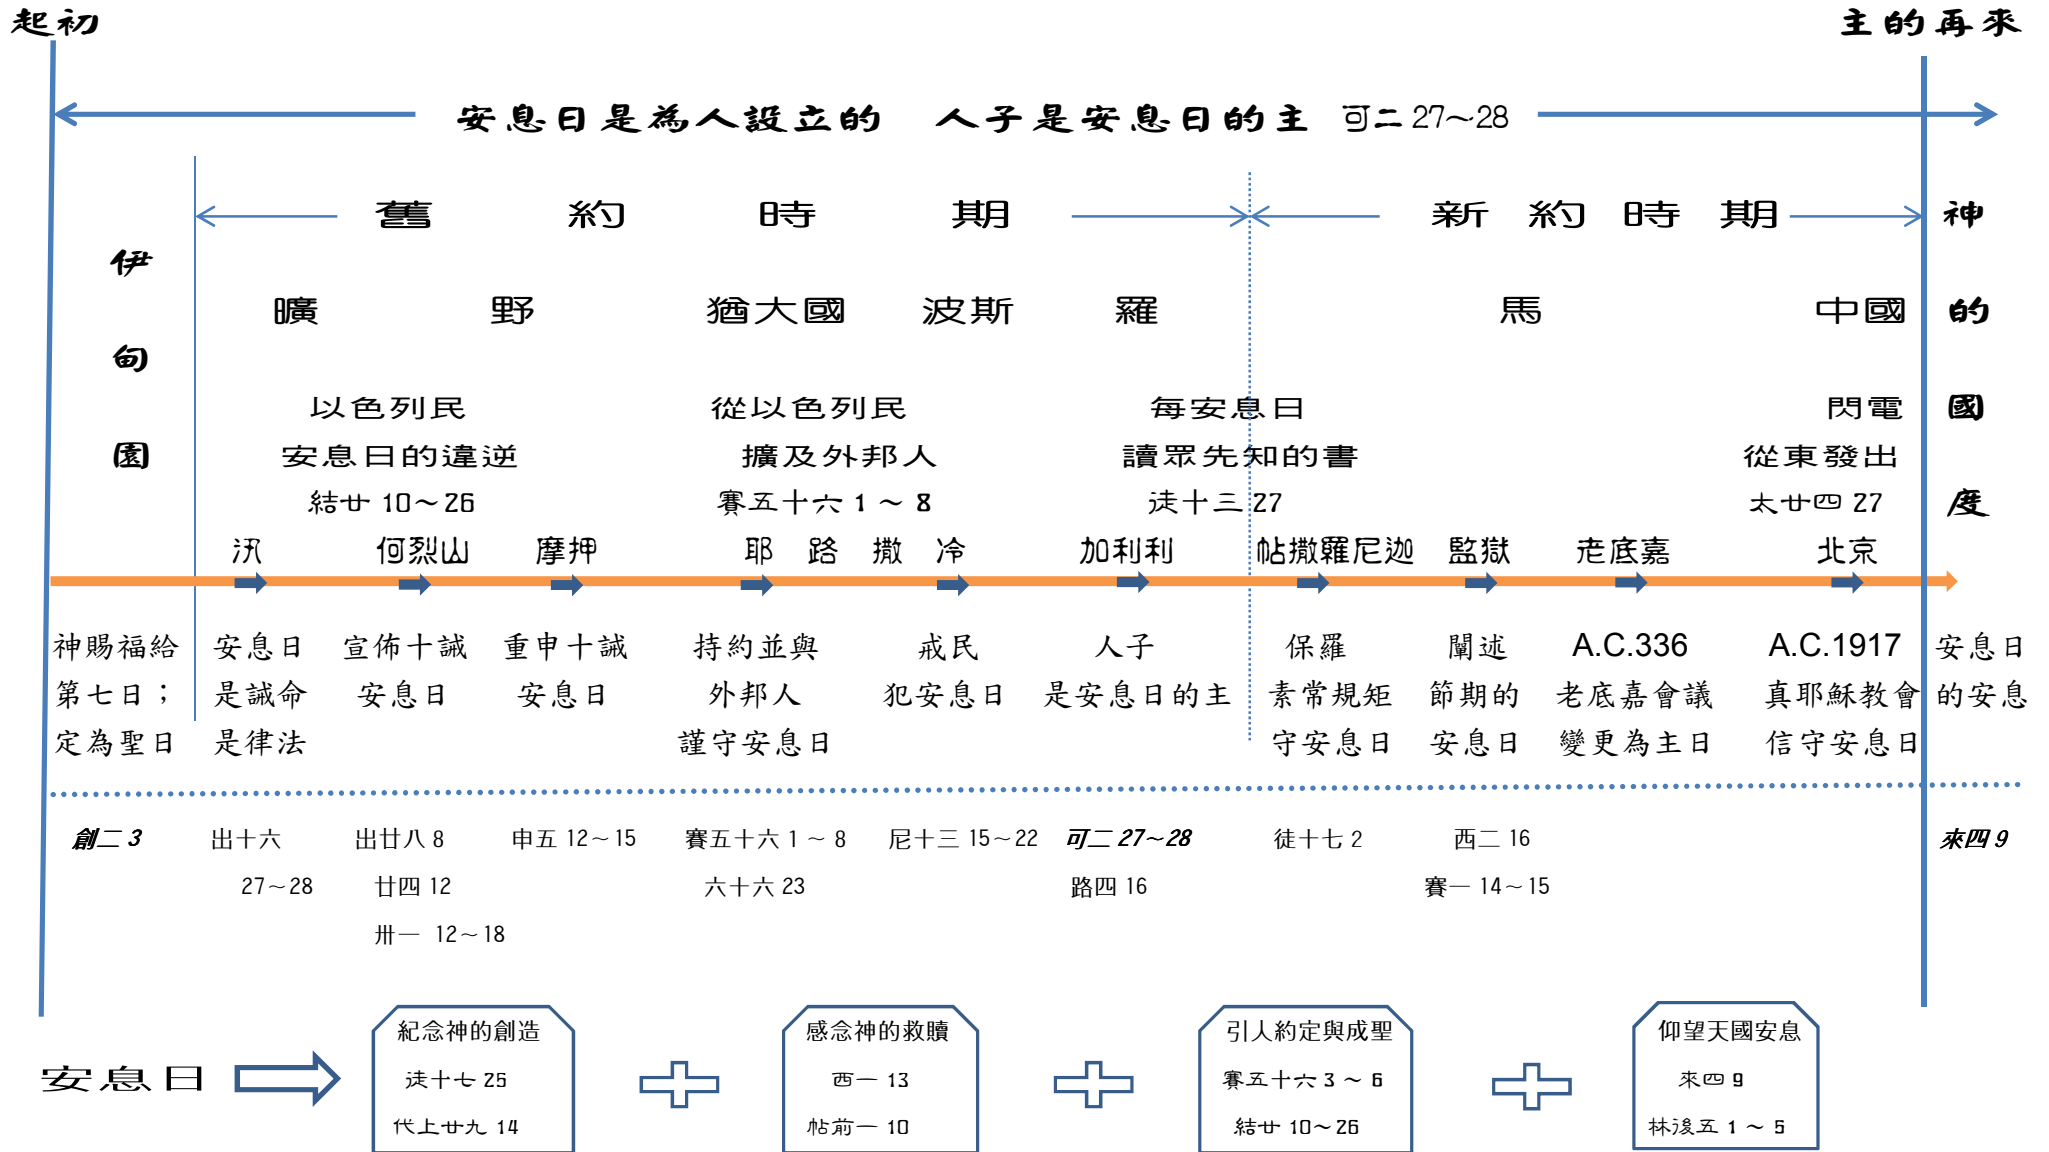 起初
主的再來
安息日是為人設立的 人子是安息日的主 可二 27～28
舊約時期
新約時期
伊甸園
神的國度
曠野
猶大國
波斯
羅馬
中國
以色列民
安息日的違逆
結廿 10～26
從以色列民
擴及外邦人
賽五十六 1 ～ 8
每安息日
讀眾先知的書
徒十三 27
閃電
從東發出
太廿四 27
汛
何烈山
摩押
耶路撒冷
加利利
帖撒羅尼迦
監獄
老底嘉
北京
神賜福給
第七日；
定為聖日
安息日
是誡命
是律法
宣佈十誡
安息日
重申十誡
安息日
持約並與
外邦人
謹守安息日
戒民
犯安息日
人子
是安息日的主
保羅
素常規矩
守安息日
闡述
節期的
安息日
A.C.336
老底嘉會議
變更為主日
A.C.1917
真耶穌教會
信守安息日
安息日
的安息
創二 3
出十六
27～28
出廿八 8
廿四 12
卅一 12～18
申五 12～15
賽五十六 1 ～ 8
六十六 23
尼十三 15～22
可二 27～28
路四 16
徒十七 2
西二 16
賽一 14～15
來四 9
安息日
紀念神的創造
徒十七 25
代上廿九 14
感念神的救贖
西一 13
帖前一 10
引人約定與成聖
賽五十六 3 ～ 6
結廿 10～26
仰望天國安息
來四 9
林後五 1 ～ 5